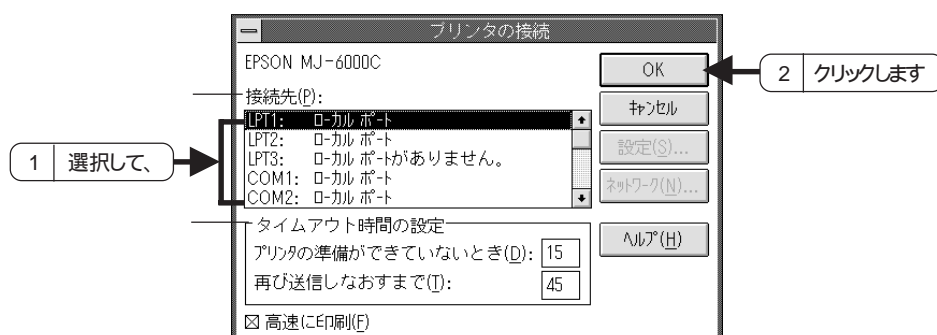 プリンタの接続
EPSON MJ-6000C
接続先(P):
LPT1: ローカル ポート
LPT2: ローカル ポート
LPT3: ローカル ポートがありません。
COM1: ローカル ポート
COM2: ローカル ポート
タイムアウト時間の設定
プリンタの準備ができていないとき(D): 15
再び送信しなおすまで(T): 45
高速に印刷(F)
OK
キャンセル
設定(S)...
ネットワーク(N)...
ヘルプ(H)
1 選択して、
2 クリックします